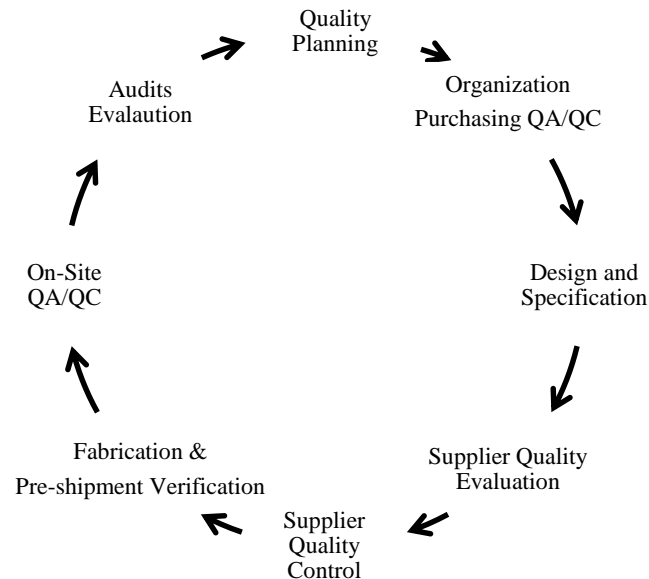 Quality
Planning
Organization
Purchasing QA/QC
Design and
Specification
Supplier Quality
Evaluation
Supplier
Quality
Control
Fabrication &
Pre-shipment Verification
On-Site
QA/QC
Audits
Evalaution